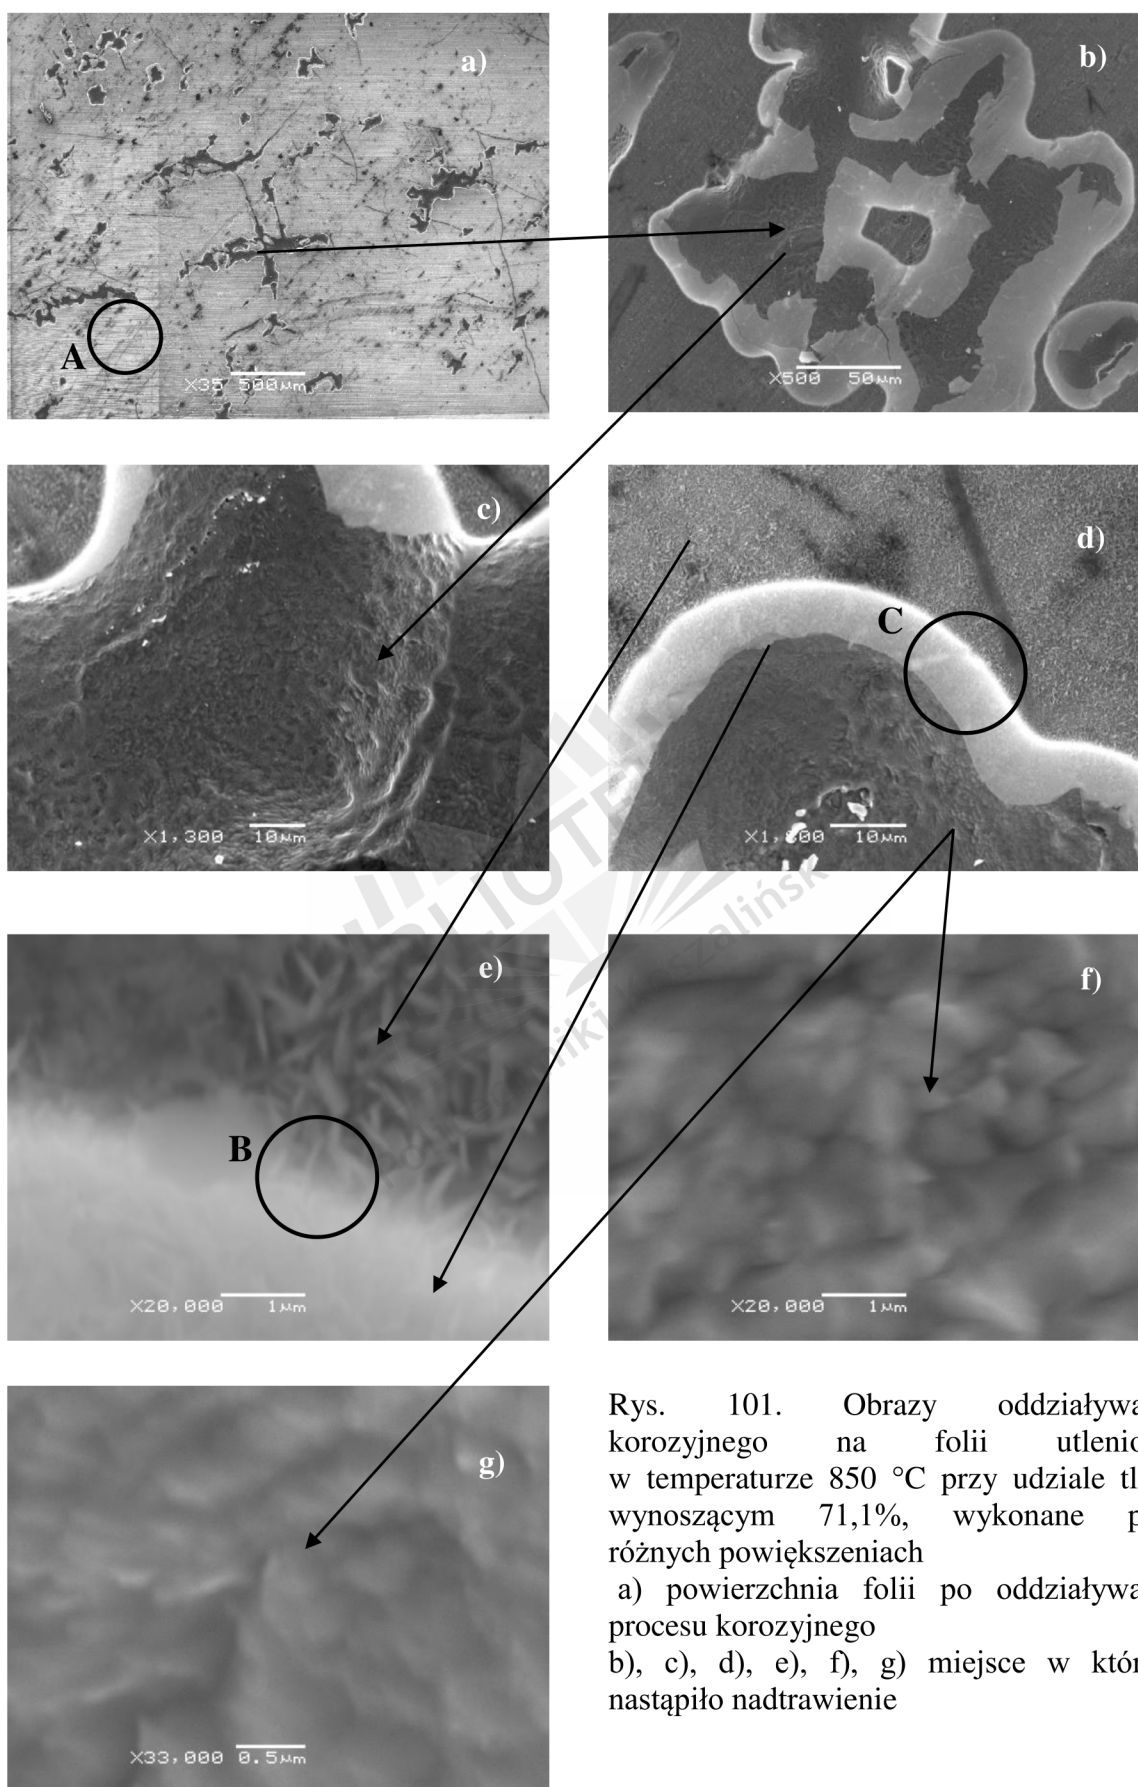 a)
b)
A
X35 500µm
X500 50µm
c)
d)
C
X1,300 10µm
10µm
e)
f)
B
X20,000 1µm
X20,000 1µm
g)
X33,000 0.5µm
Rys. 101. Obrazy oddziaływa
korozyjnego na folii utlenio
w temperaturze 850 °C przy udziale tl
wynoszącym 71,1%, wykonane p
różnych powiększeniach
a) powierzchnia folii po oddziaływa
procesu korozyjnego
b), c), d), e), f), g) miejsce w któr
nastąpiło nadtrawienie